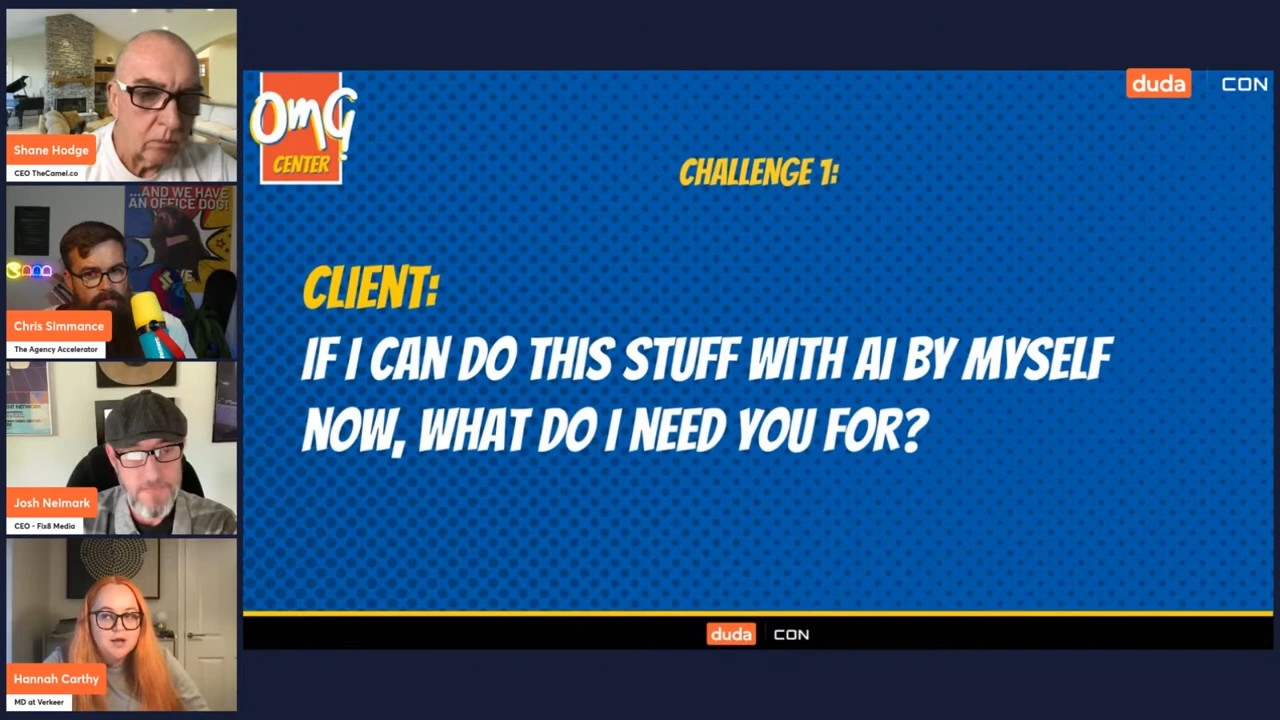 Shane Hodge
CEO TheCamel.co
...AND WE HAVE
AN OFFICE DOG!
Chris Simmance
The Agency Accelerator
Josh Neimark
CEO - Fix8 Media
Hannah Carthy
MD at Verkeer
duda CON
OMG
CENTER
CHALLENGE 1:
CLIENT:
IF I CAN DO THIS STUFF WITH AI BY MYSELF
NOW, WHAT DO I NEED YOU FOR?
duda CON